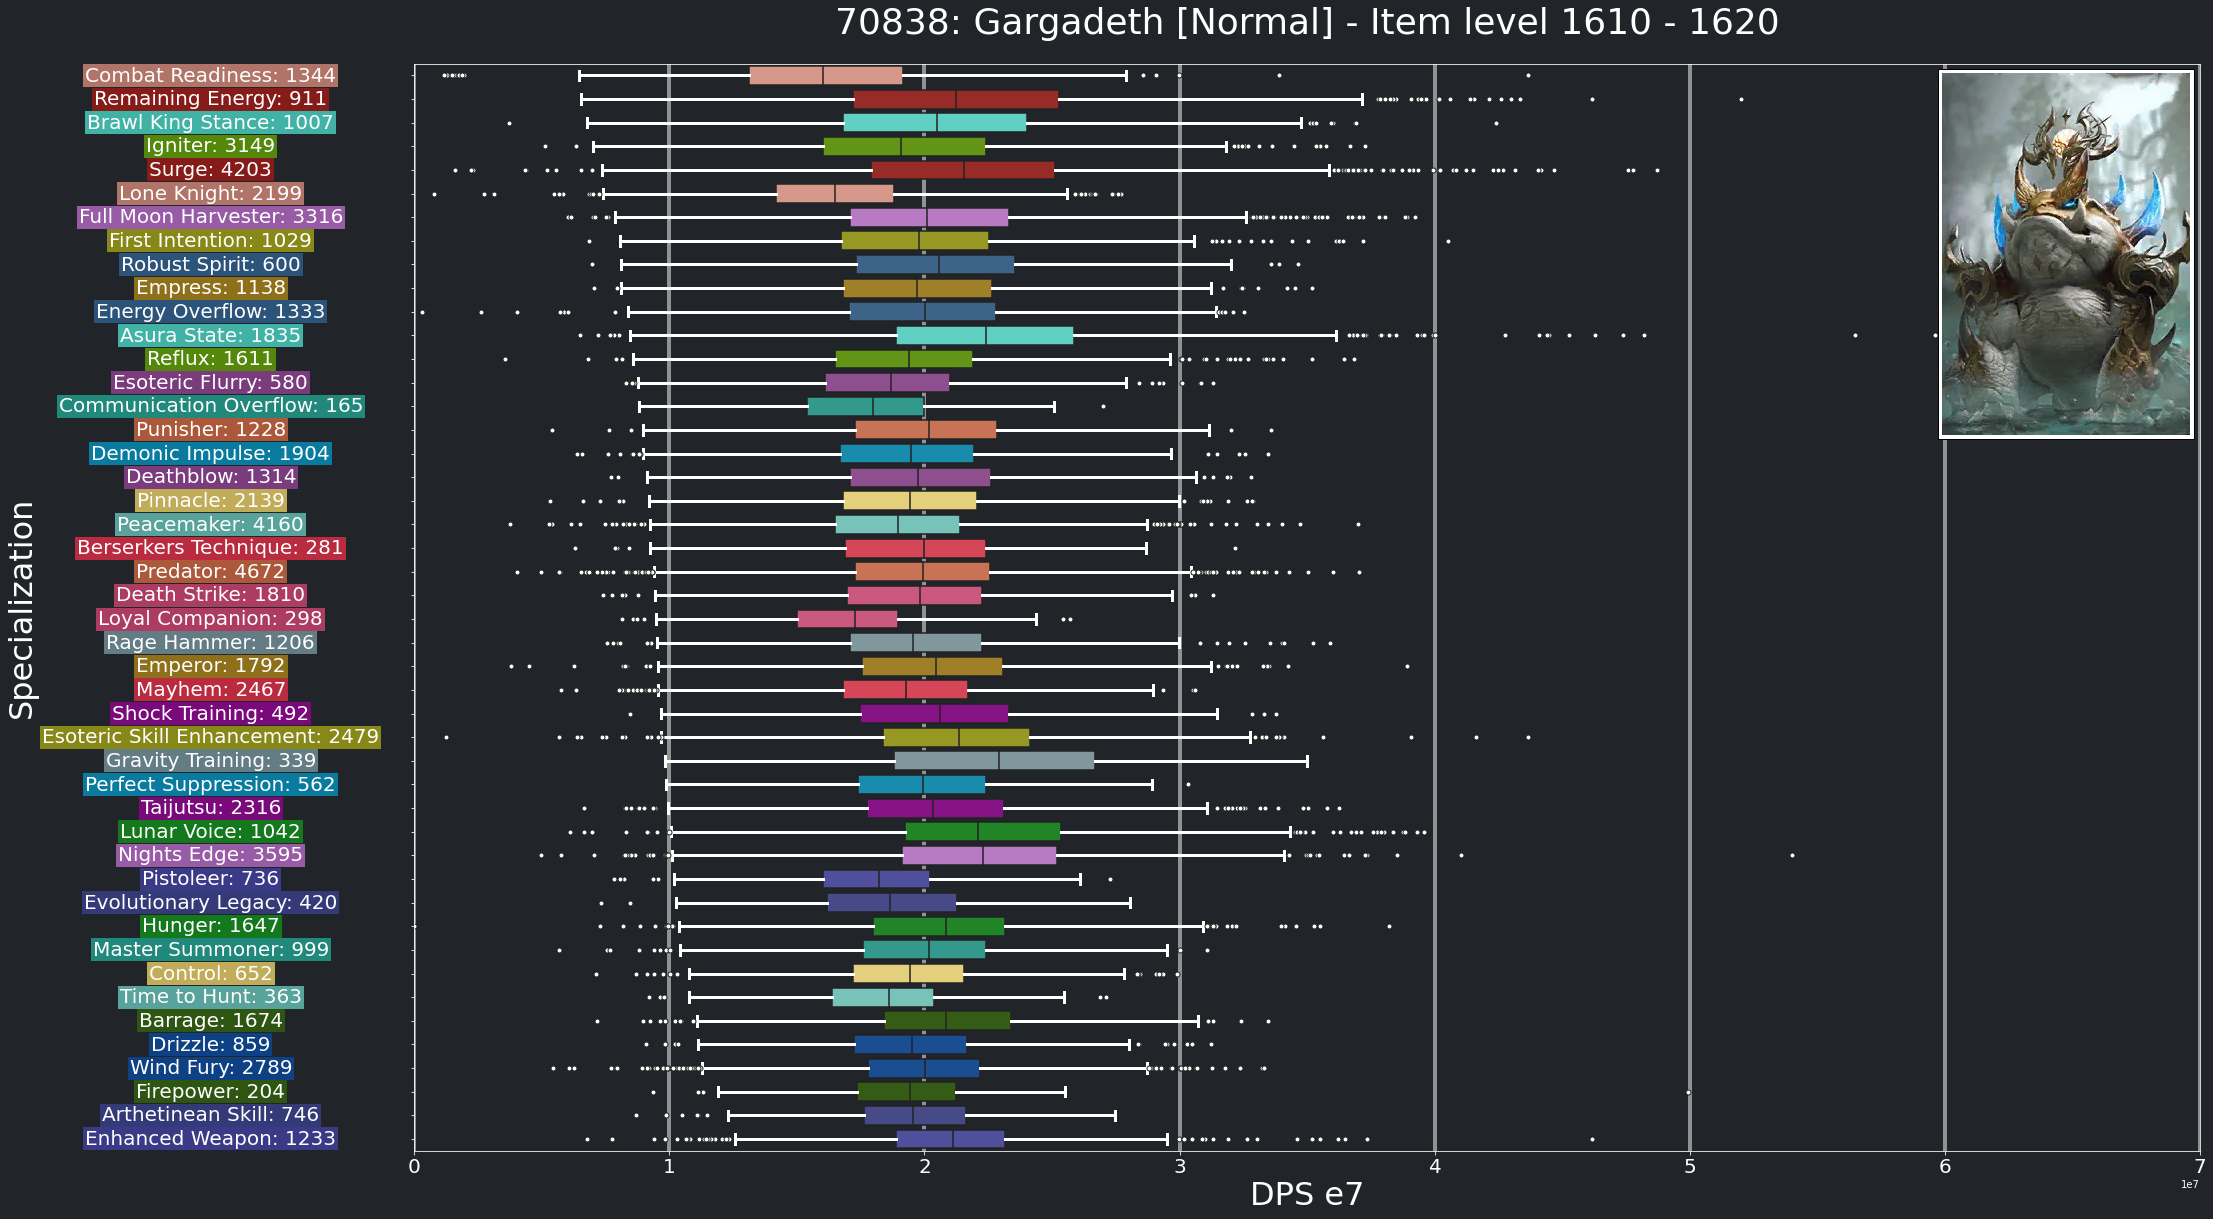 70838: Gargadeth [Normal] - Item level 1610 - 1620
Combat Readiness: 1344
Remaining Energy: 911
Brawl King Stance: 1007
Igniter: 3149
Surge: 4203
Lone Knight: 2199
Full Moon Harvester: 3316
First Intention: 1029
Robust Spirit: 600
Empress: 1138
Energy Overflow: 1333
Asura State: 1835
Reflux: 1611
Esoteric Flurry: 580
Communication Overflow: 165
Punisher: 1228
Demonic Impulse: 1904
Deathblow: 1314
Pinnacle: 2139
Peacemaker: 4160
Berserkers Technique: 281
Predator: 4672
Death Strike: 1810
Loyal Companion: 298
Rage Hammer: 1206
Emperor: 1792
Mayhem: 2467
Shock Training: 492
Esoteric Skill Enhancement: 2479
Gravity Training: 339
Perfect Suppression: 562
Taijutsu: 2316
Lunar Voice: 1042
Nights Edge: 3595
Pistoleer: 736
Evolutionary Legacy: 420
Hunger: 1647
Master Summoner: 999
Control: 652
Time to Hunt: 363
Barrage: 1674
Drizzle: 859
Wind Fury: 2789
Firepower: 204
Arthetinean Skill: 746
Enhanced Weapon: 1233
Specialization
0 1 2 3 4 5 6 7
1e7
DPS e7